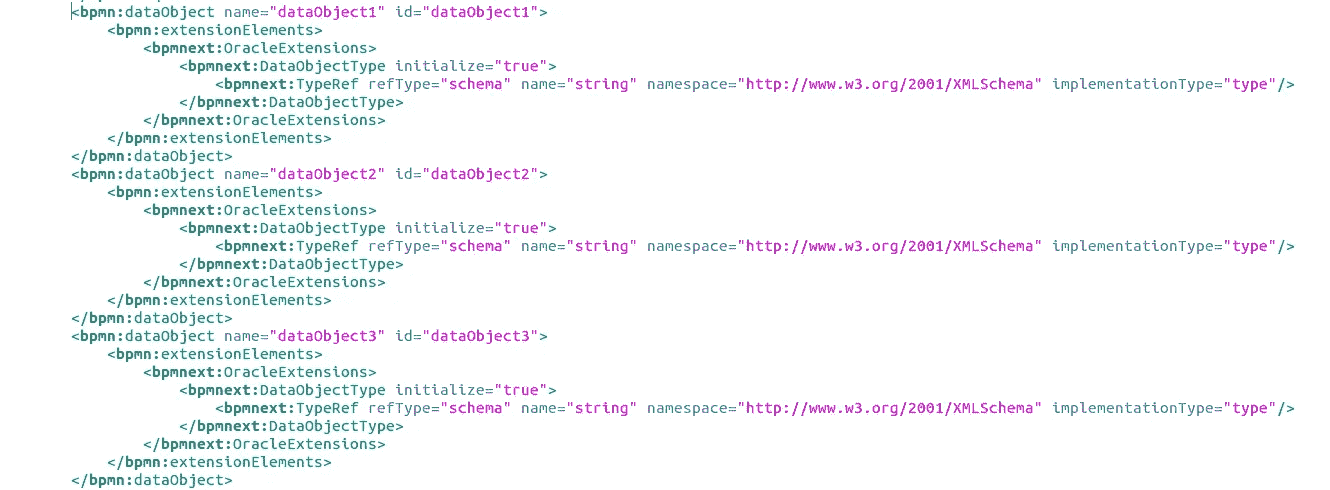 <bpmn:dataObject name="dataObject1" id="dataObject1">
<bpmn:extensionElements>
<bpmnext:OracleExtensions>
<bpmnext:DataObjectType initialize="true">
<bpmnext:TypeRef refType="schema" name="string" namespace="http://www.w3.org/2001/XMLSchema" implementationType="type"/>
</bpmnext:DataObjectType>
</bpmnext:OracleExtensions>
</bpmn:extensionElements>
</bpmn:dataObject>
<bpmn:dataObject name="dataObject2" id="dataObject2">
<bpmn:extensionElements>
<bpmnext:OracleExtensions>
<bpmnext:DataObjectType initialize="true">
<bpmnext:TypeRef refType="schema" name="string" namespace="http://www.w3.org/2001/XMLSchema" implementationType="type"/>
</bpmnext:DataObjectType>
</bpmnext:OracleExtensions>
</bpmn:extensionElements>
</bpmn:dataObject>
<bpmn:dataObject name="dataObject3" id="dataObject3">
<bpmn:extensionElements>
<bpmnext:OracleExtensions>
<bpmnext:DataObjectType initialize="true">
<bpmnext:TypeRef refType="schema" name="string" namespace="http://www.w3.org/2001/XMLSchema" implementationType="type"/>
</bpmnext:DataObjectType>
</bpmnext:OracleExtensions>
</bpmn:extensionElements>
</bpmn:dataObject>